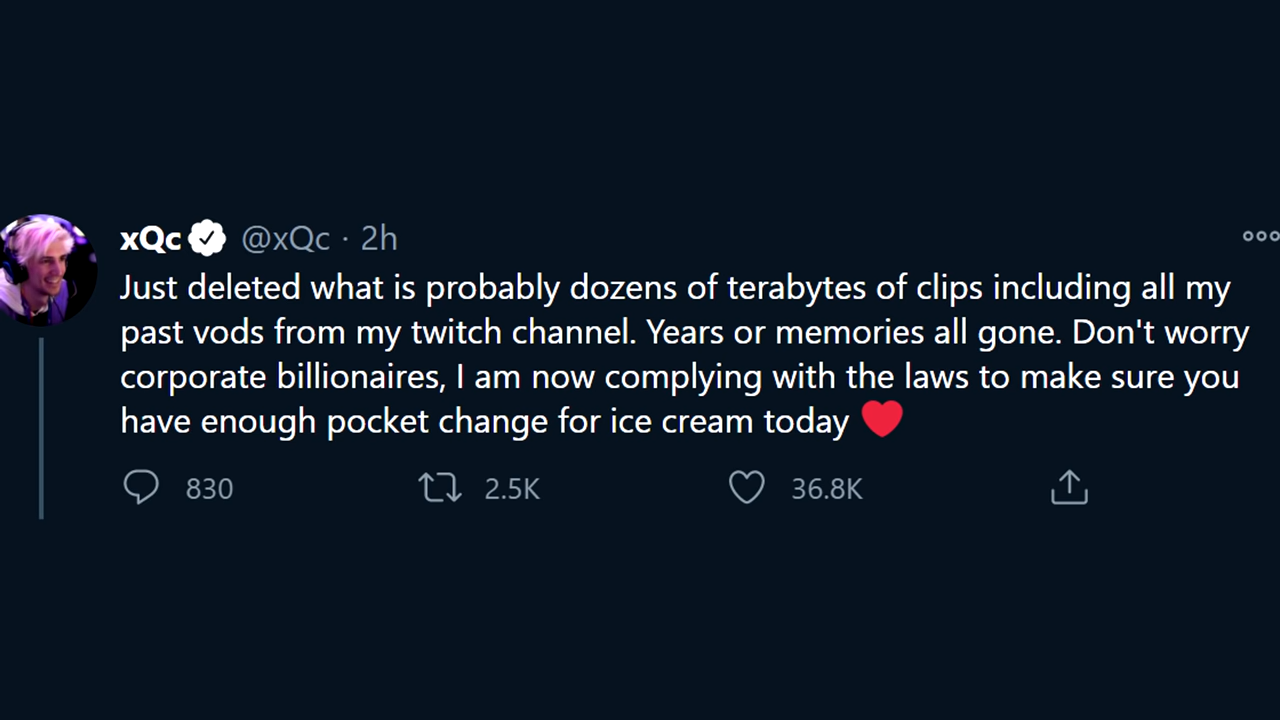 xQc @xQc · 2h
Just deleted what is probably dozens of terabytes of clips including all my
past vods from my twitch channel. Years or memories all gone. Don't worry
corporate billionaires, I am now complying with the laws to make sure you
have enough pocket change for ice cream today ❤️
830 2.5K 36.8K